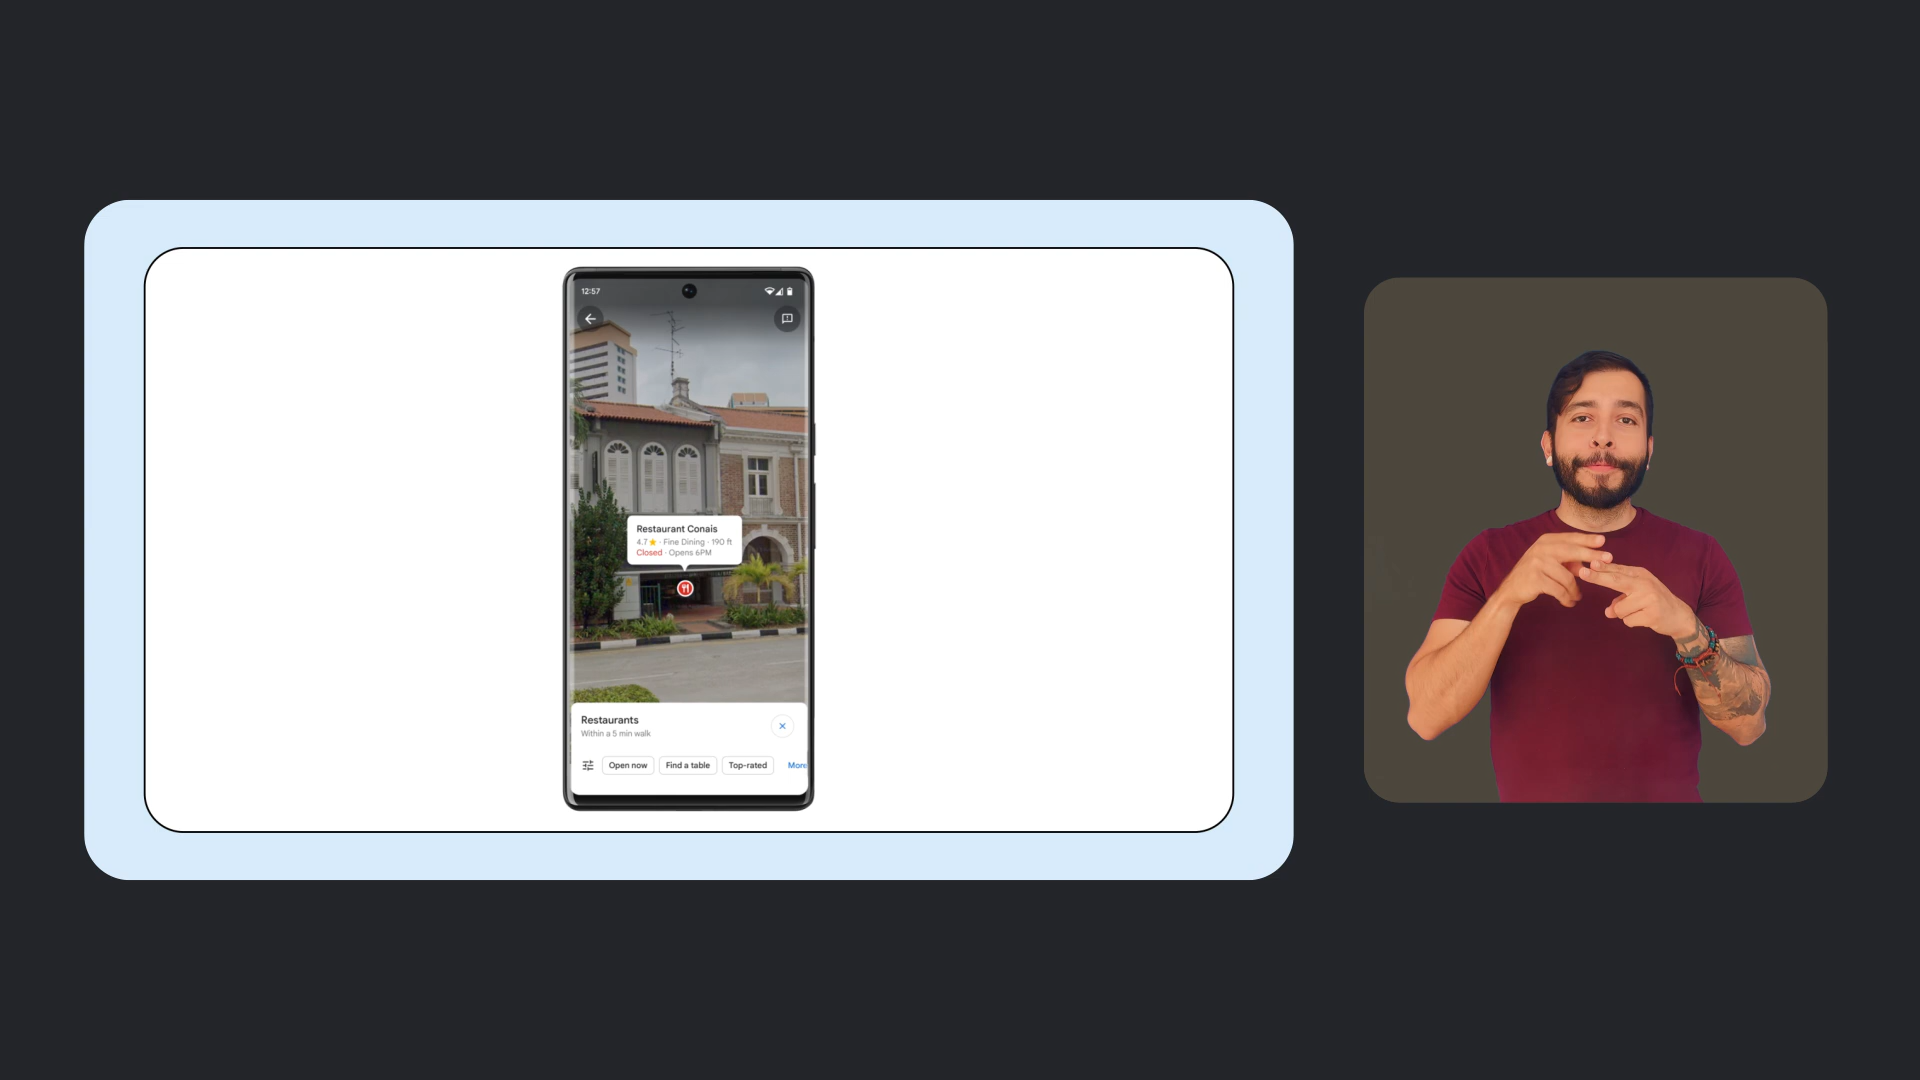 12:57
Restaurant Conais
4.7 ★ · Fine Dining · 190 ft
Closed · Opens 6PM
Restaurants
Within a 5 min walk
Open now
Find a table
Top-rated
More